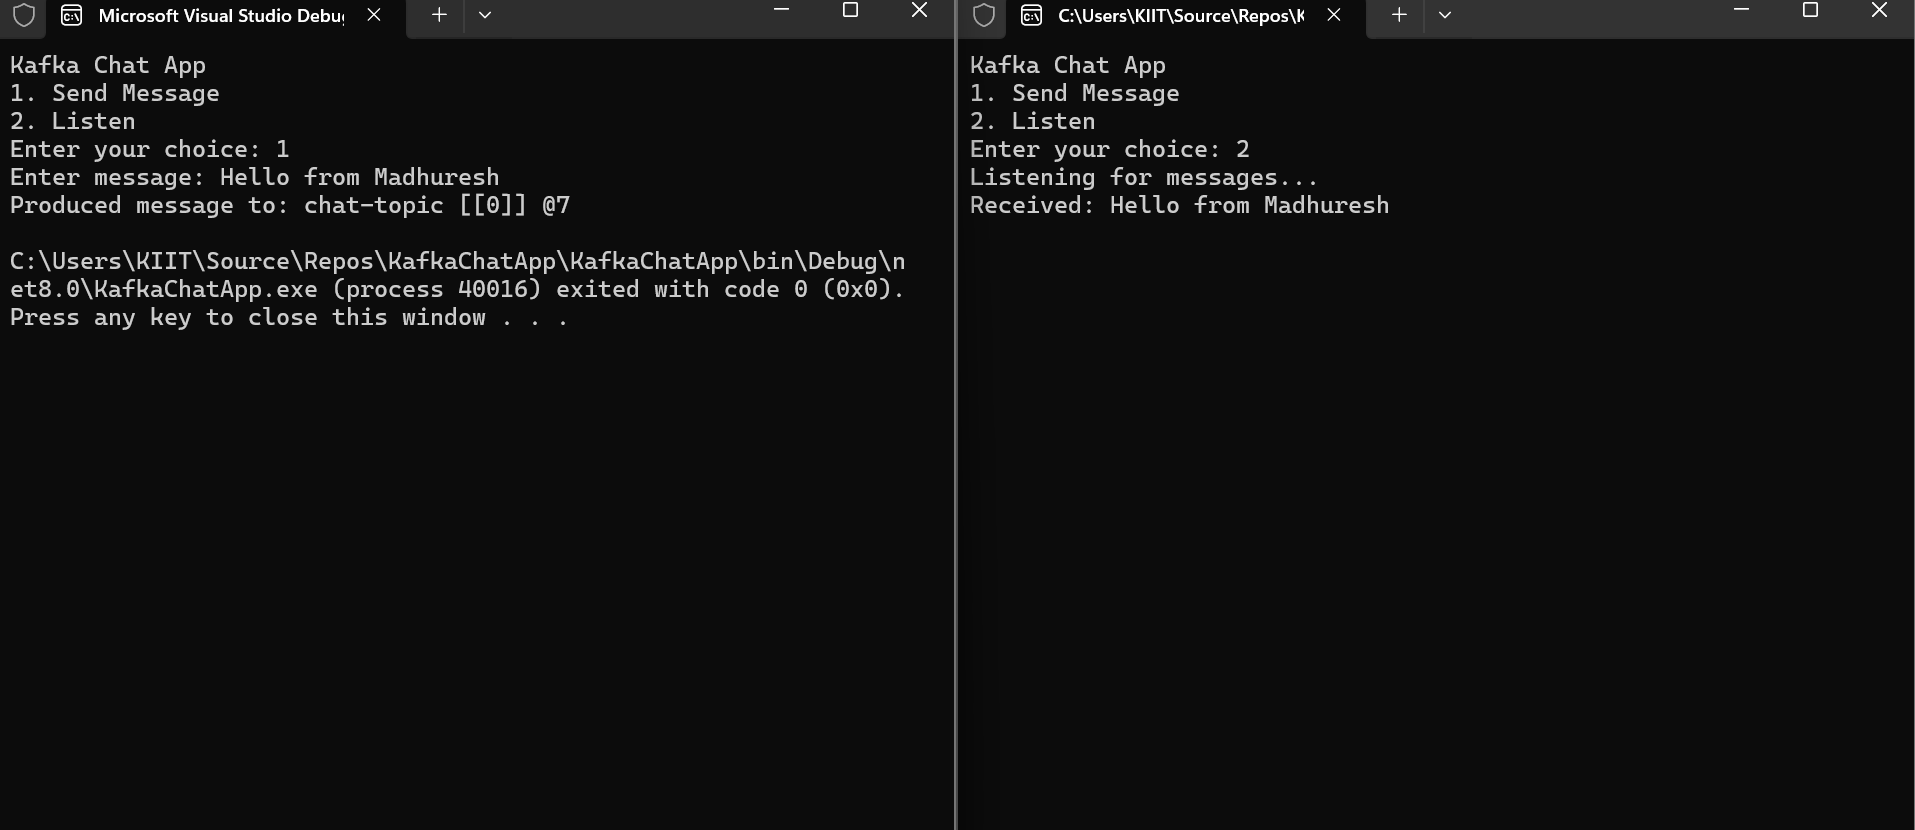 Microsoft Visual Studio Debu
Kafka Chat App
1. Send Message
2. Listen
Enter your choice: 1
Enter message: Hello from Madhuresh
Produced message to: chat-topic [[0]] @7
C:\Users\KIIT\Source\Repos\KafkaChatApp\KafkaChatApp\bin\Debug\n
et8.0\KafkaChatApp.exe (process 40016) exited with code 0 (0x0).
Press any key to close this window . . .
C:\Users\KIIT\Source\Repos\K
Kafka Chat App
1. Send Message
2. Listen
Enter your choice: 2
Listening for messages...
Received: Hello from Madhuresh